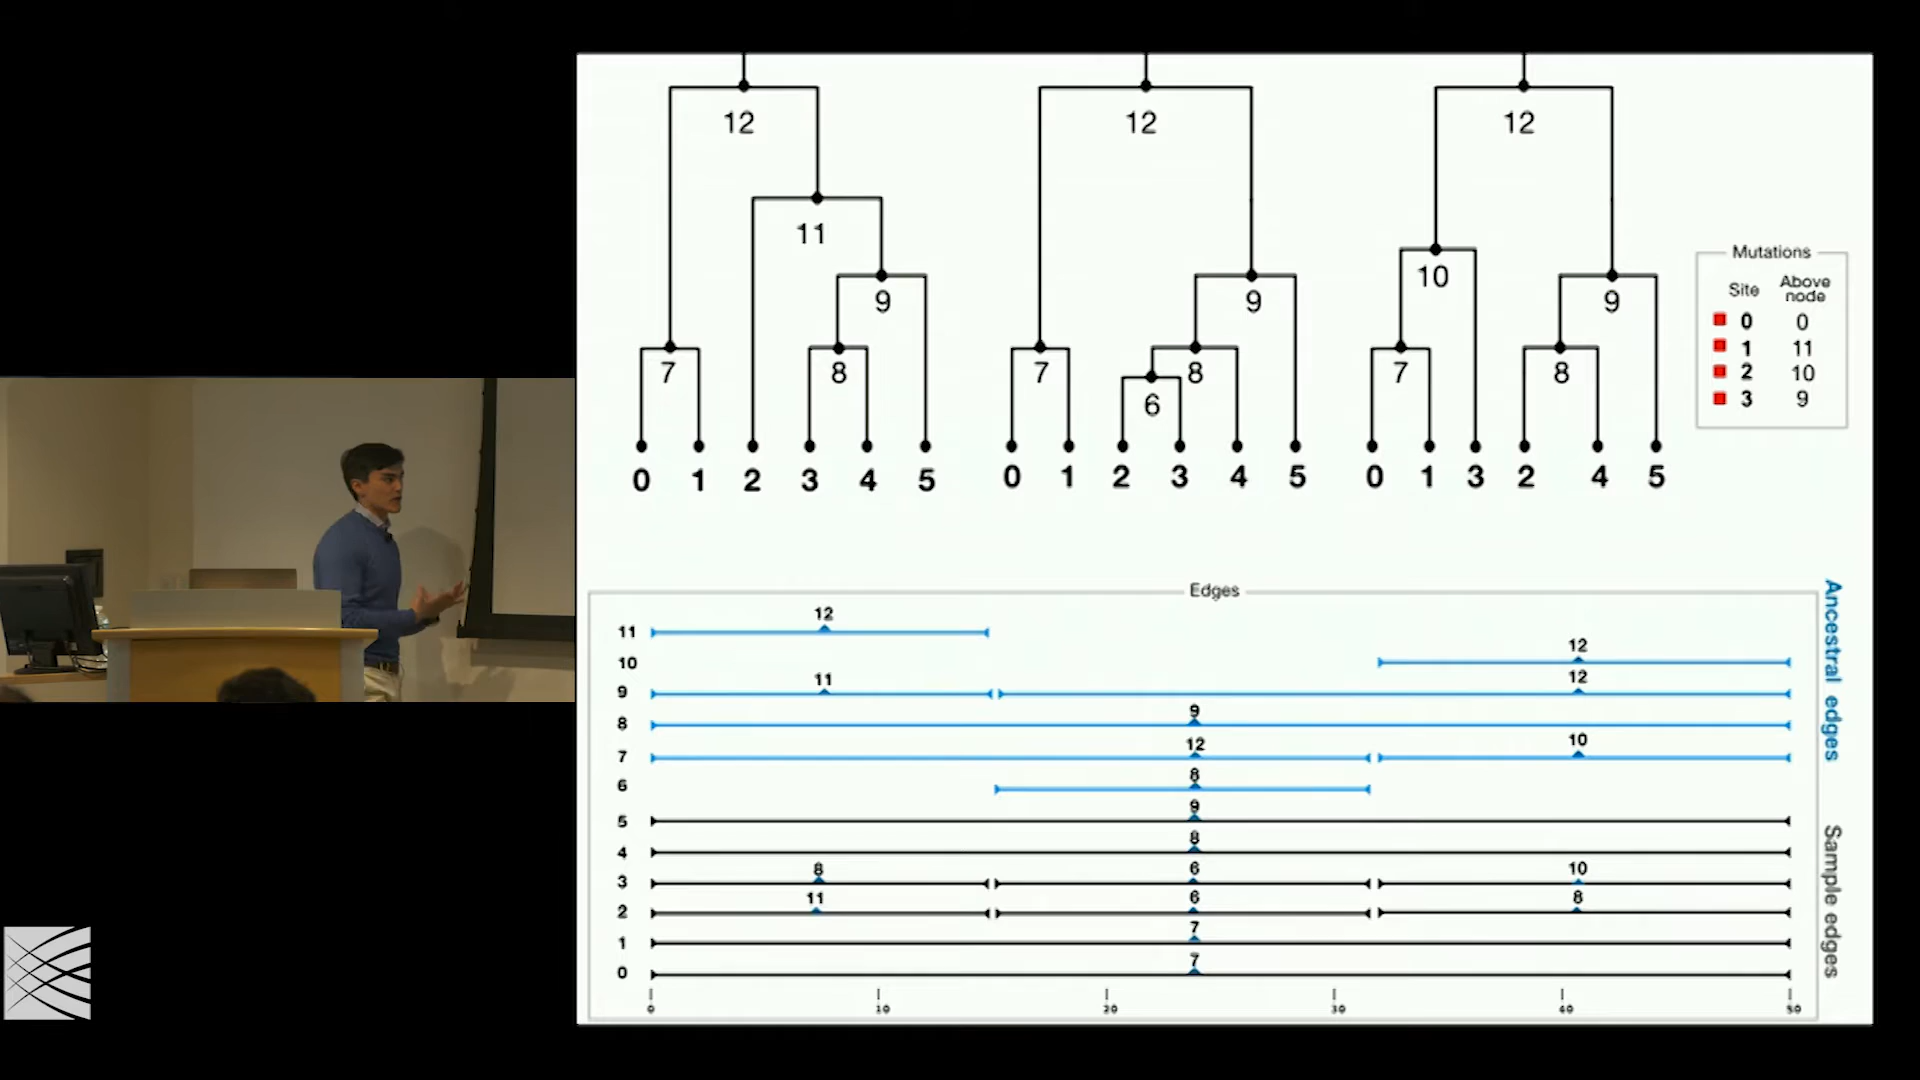 12 12 12
11
10
9 9 9
7 8 7 8 7 8
6
0 1 2 3 4 5 0 1 2 3 4 5 0 1 3 2 4 5
Mutations
Site Above node
0 0
1 11
2 10
3 9
Edges
12
11
12
10
11 12
9
9
8
12 10
7
8
6
9
5
8
4
8 6 10
3
11 6 8
2
7
1
7
0
0 10 20 30 40 50
Ancestral edges
Sample edges